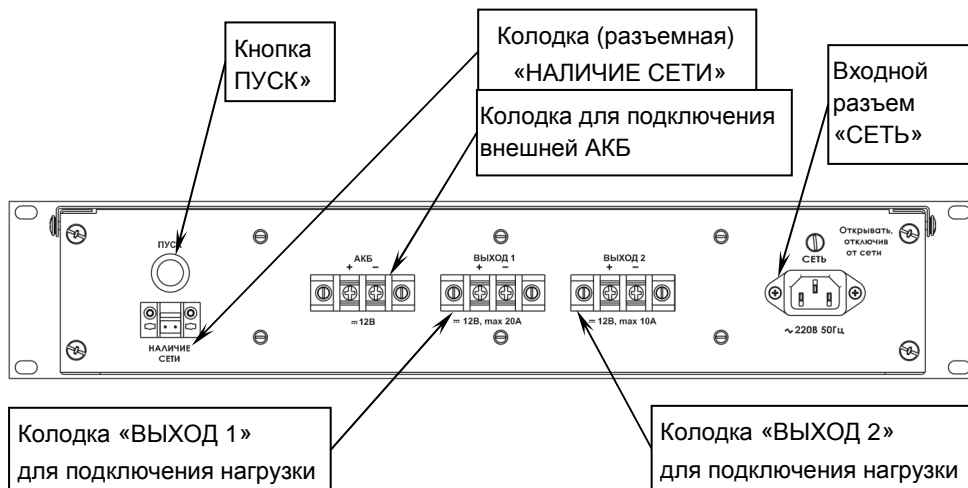 Кнопка
ПУСК»
Колодка (разъемная)
«НАЛИЧИЕ СЕТИ»
Колодка для подключения
внешней АКБ
Входной
разъем
«СЕТЬ»
ПУСК
НАЛИЧИЕ
СЕТИ
АКБ
+ −
⎓ 12В
ВЫХОД 1
+ −
⎓ 12В, max 20А
ВЫХОД 2
+ −
⎓ 12В, max 10А
СЕТЬ
Открывать,
отключив
от сети
~ 220В 50Гц
Колодка «ВЫХОД 1»
для подключения нагрузки
Колодка «ВЫХОД 2»
для подключения нагрузки